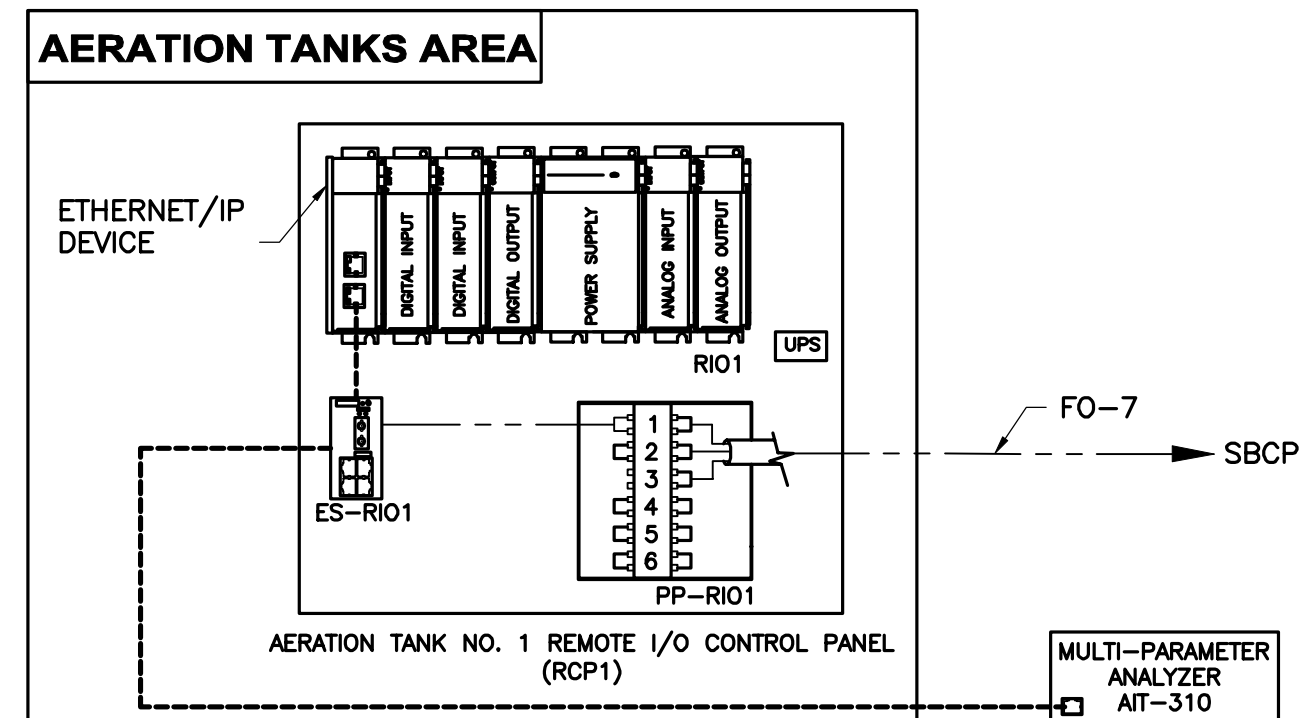 AERATION TANKS AREA
ETHERNET/IP
DEVICE
DIGITAL INPUT
DIGITAL INPUT
DIGITAL OUTPUT
POWER SUPPLY
ANALOG INPUT
ANALOG OUTPUT
RIO1
UPS
ES-RIO1
1
2
3
4
5
6
PP-RIO1
FO-7
SBCP
AERATION TANK NO. 1 REMOTE I/O CONTROL PANEL
(RCP1)
MULTI-PARAMETER
ANALYZER
AIT-310